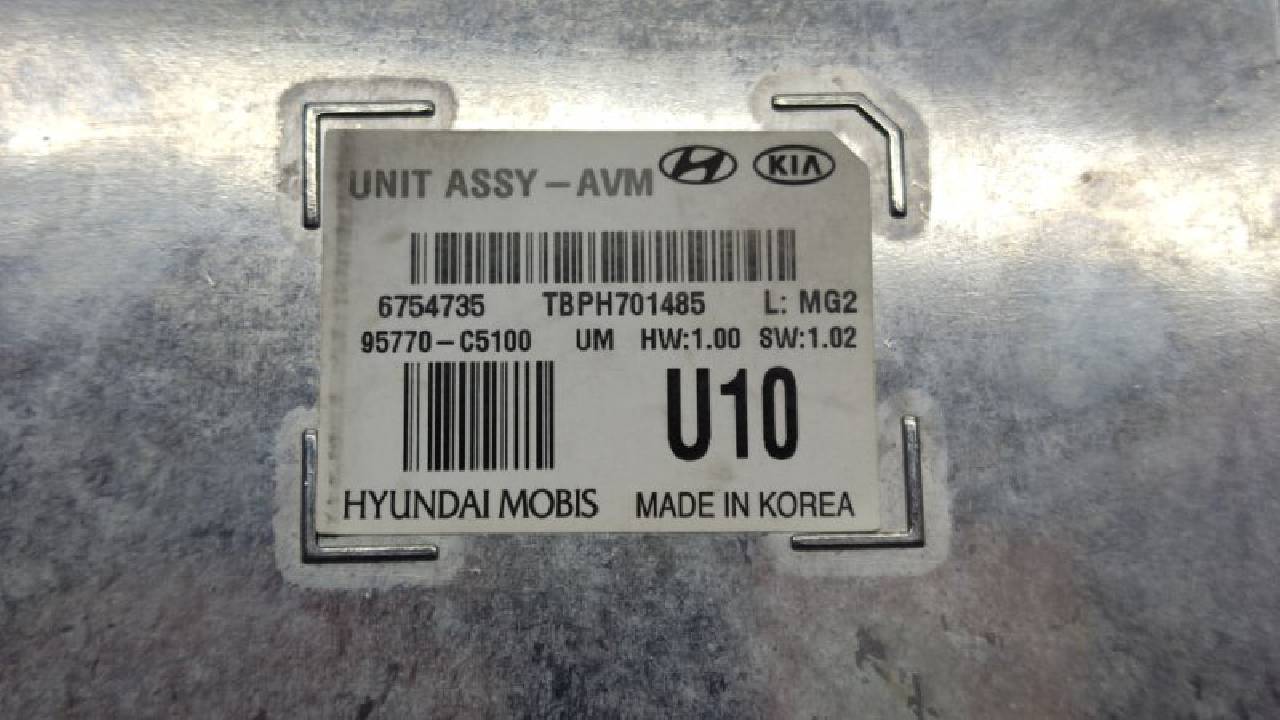 UNIT ASSY-AVM KIA
6754735 TBPH701485 L: MG2
95770-C5100 UM HW:1.00 SW:1.02
U10
HYUNDAI MOBIS MADE IN KOREA